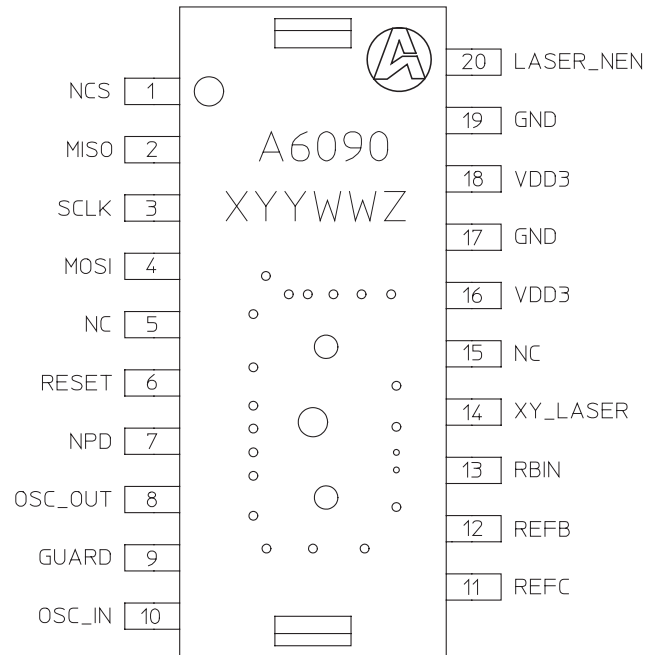 20 LASER_NEN
NCS 1
19 GND
MISO 2
A6090
18 VDD3
SCLK 3
XYYWWZ
17 GND
MOSI 4
16 VDD3
NC 5
15 NC
RESET 6
14 XY_LASER
NPD 7
13 RBIN
OSC_OUT 8
12 REFB
GUARD 9
11 REFC
OSC_IN 10